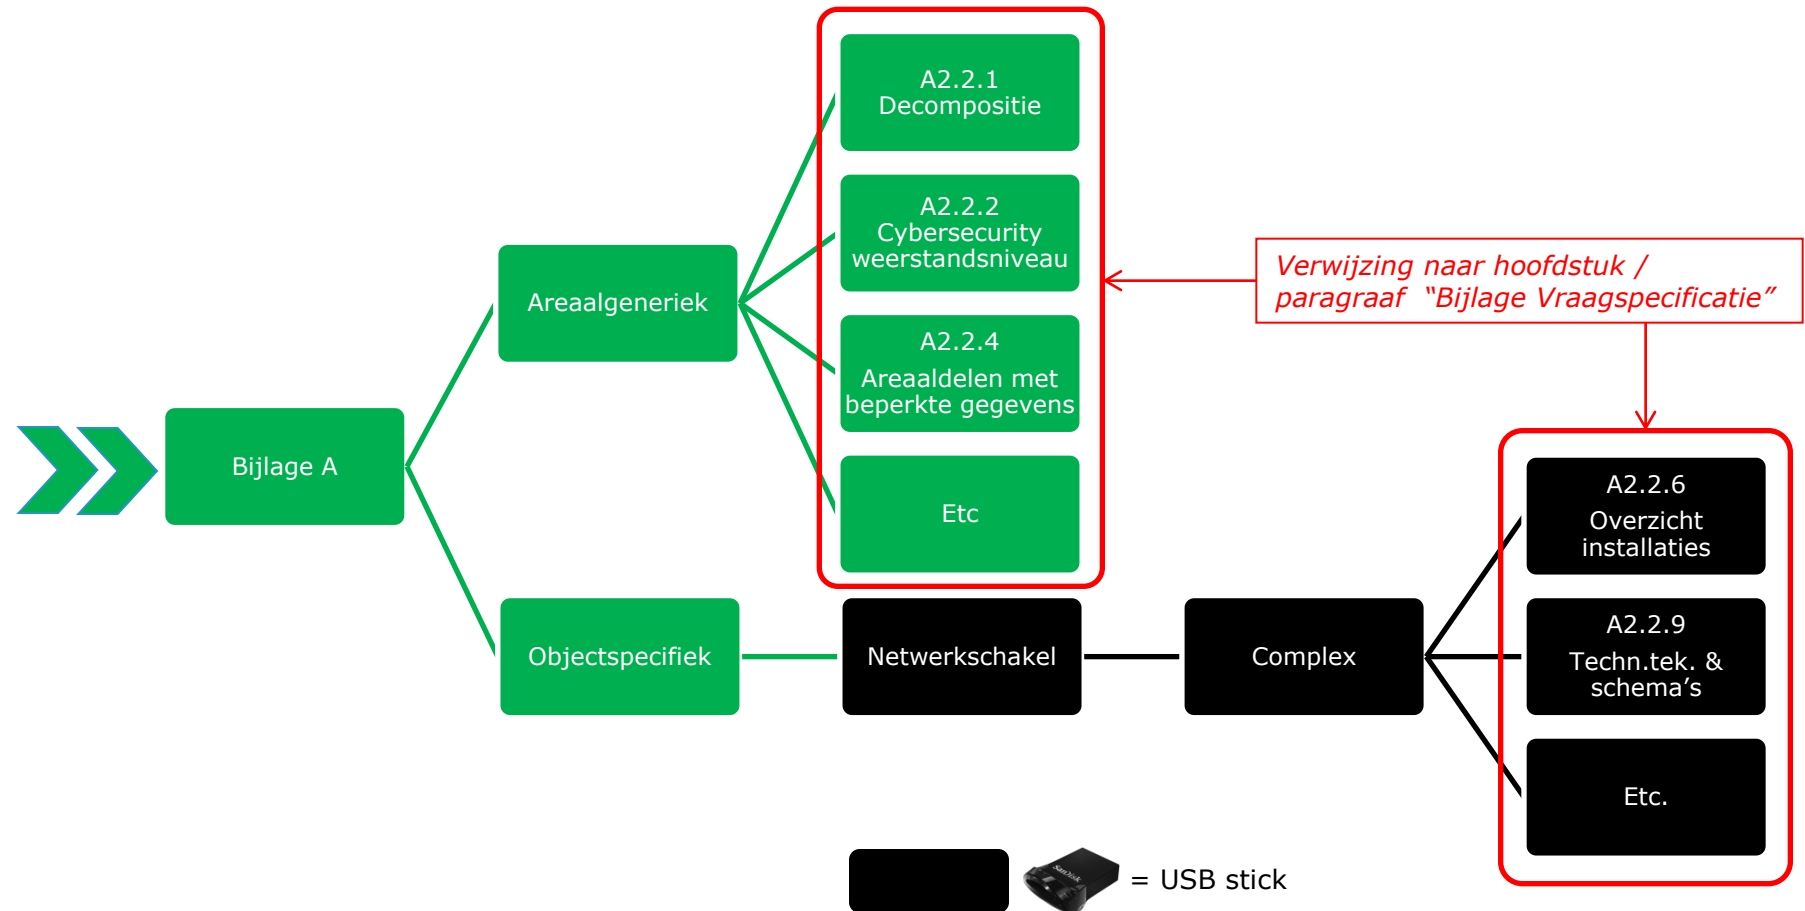 A2.2.1
Decompositie
A2.2.2
Cybersecurity
weerstandsniveau
Areaalgeneriek
Verwijzing naar hoofdstuk /
paragraaf “Bijlage Vraagspecificatie”
A2.2.4
Areaaldelen met
beperkte gegevens
Bijlage A
Etc
A2.2.6
Overzicht
installaties
Objectspecifiek
Netwerkschakel
Complex
A2.2.9
Techn.tek. &
schema’s
Etc.
SanDisk
= USB stick